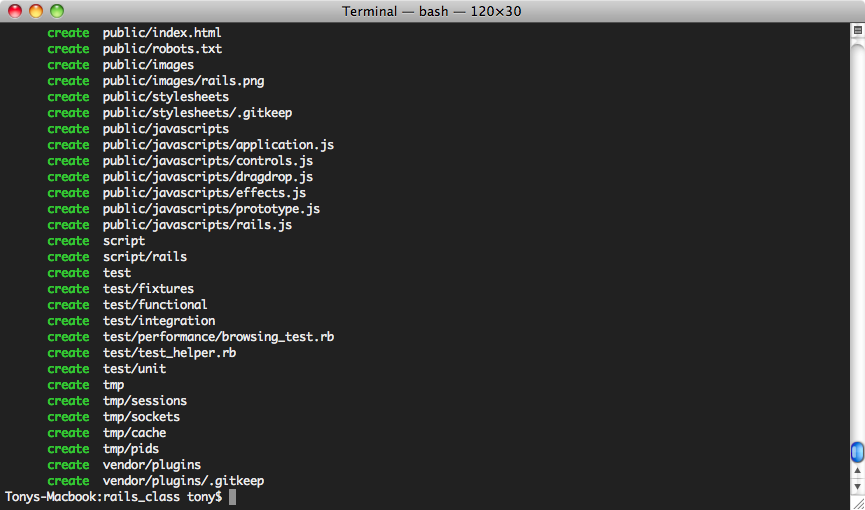 Terminal — bash — 120×30
create public/index.html
create public/robots.txt
create public/images
create public/images/rails.png
create public/stylesheets
create public/stylesheets/.gitkeep
create public/javascripts
create public/javascripts/application.js
create public/javascripts/controls.js
create public/javascripts/dragdrop.js
create public/javascripts/effects.js
create public/javascripts/prototype.js
create public/javascripts/rails.js
create script
create script/rails
create test
create test/fixtures
create test/functional
create test/integration
create test/performance/browsing_test.rb
create test/test_helper.rb
create test/unit
create tmp
create tmp/sessions
create tmp/sockets
create tmp/cache
create tmp/pids
create vendor/plugins
create vendor/plugins/.gitkeep
Tonys-Macbook:rails_class tony$